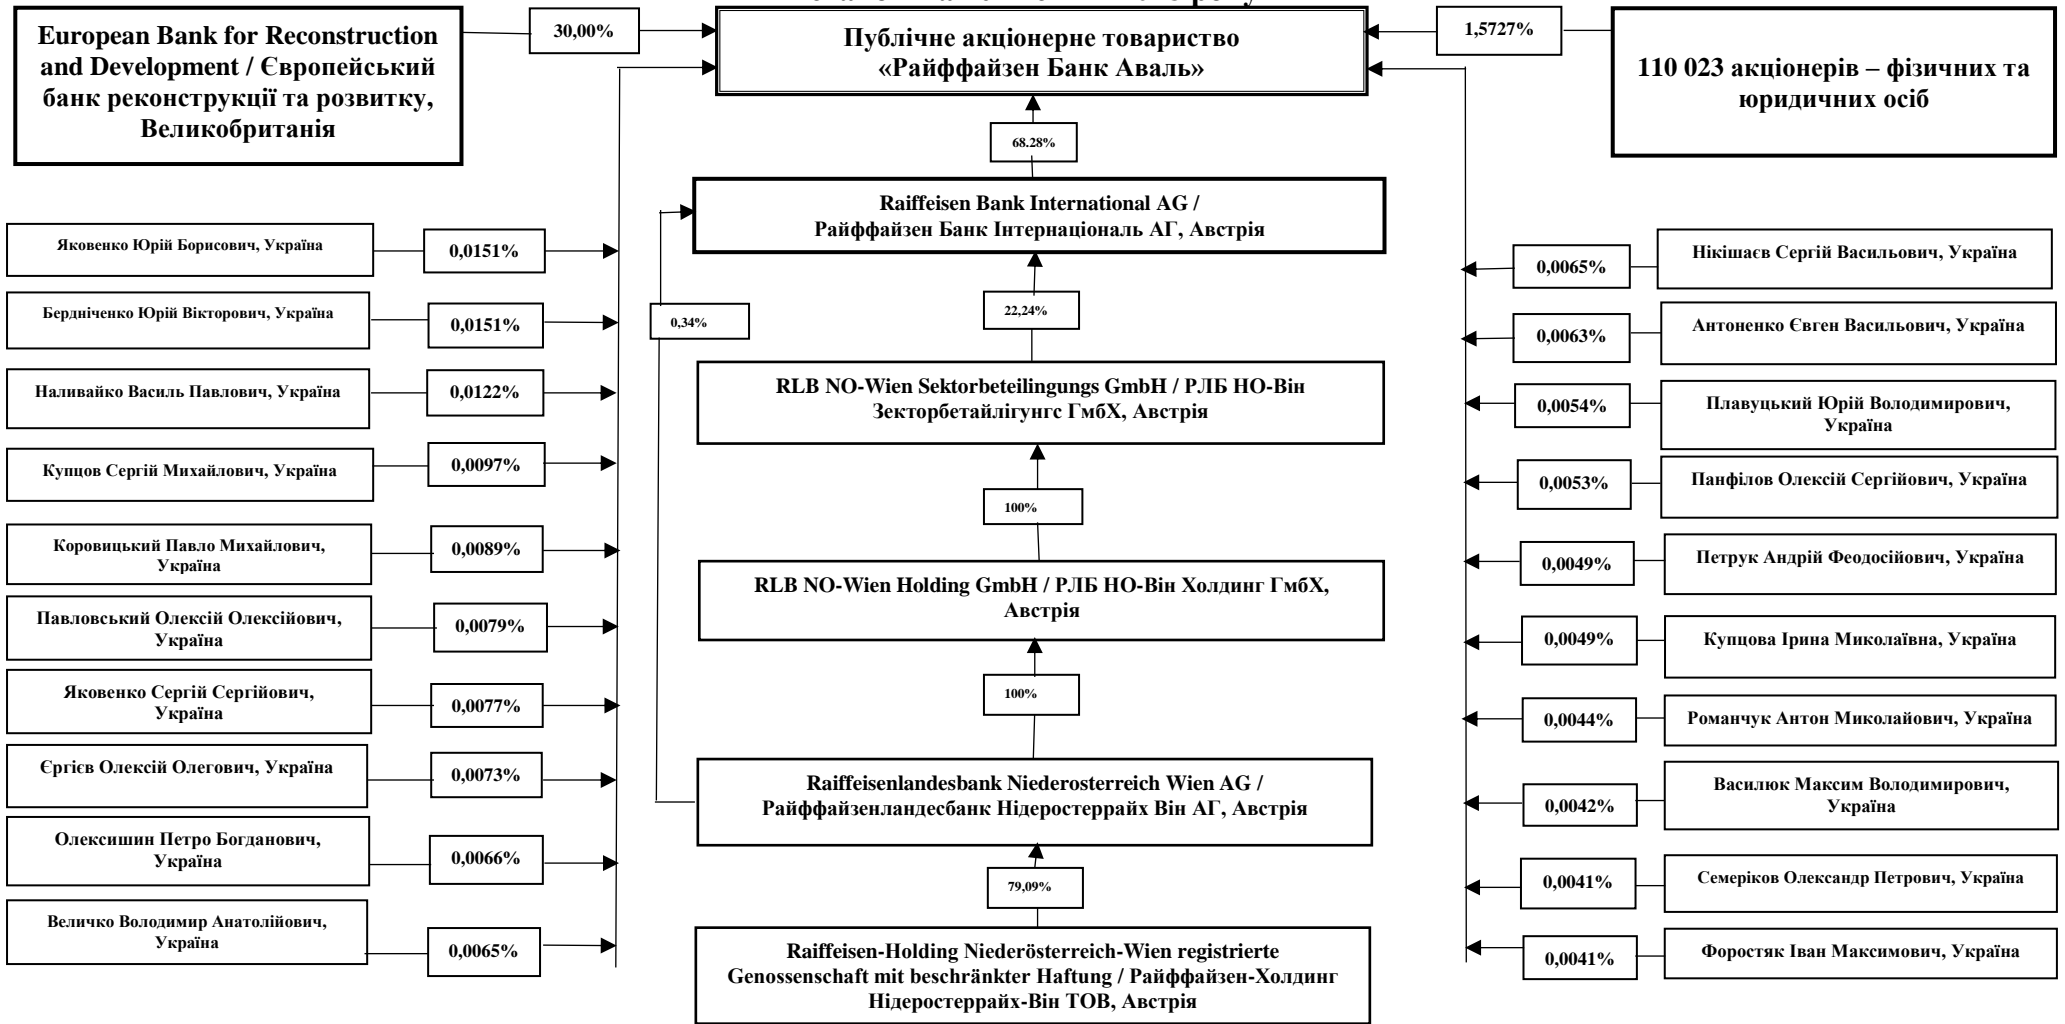 European Bank for Reconstruction
and Development / Європейський
банк реконструкції та розвитку,
Великобританія
30,00%
Публічне акціонерне товариство
«Райффайзен Банк Аваль»
1,5727%
110 023 акціонерів – фізичних та
юридичних осіб
68.28%
Raiffeisen Bank International AG /
Райффайзен Банк Інтернаціональ АГ, Австрія
0,34%
22,24%
RLB NO-Wien Sektorbeteilingungs GmbH / РЛБ НО-Він
Зекторбетайлігунгс ГмбХ, Австрія
100%
RLB NO-Wien Holding GmbH / РЛБ НО-Він Холдинг ГмбХ,
Австрія
100%
Raiffeisenlandesbank Niederosterreich Wien AG /
Райффайзенландесбанк Нідеростеррайх Він АГ, Австрія
79,09%
Raiffeisen-Holding Niederösterreich-Wien registrierte
Genossenschaft mit beschränkter Haftung / Райффайзен-Холдинг
Нідеростеррайх-Він ТОВ, Австрія
Яковенко Юрій Борисович, Україна
0,0151%
Бердніченко Юрій Вікторович, Україна
0,0151%
Наливайко Василь Павлович, Україна
0,0122%
Купцов Сергій Михайлович, Україна
0,0097%
Коровицький Павло Михайлович,
Україна
0,0089%
Павловський Олексій Олексійович,
Україна
0,0079%
Яковенко Сергій Сергійович,
Україна
0,0077%
Єргієв Олексій Олегович, Україна
0,0073%
Олексишин Петро Богданович,
Україна
0,0066%
Величко Володимир Анатолійович,
Україна
0,0065%
0,0065%
Нікішаєв Сергій Васильович, Україна
0,0063%
Антоненко Євген Васильович, Україна
0,0054%
Плавуцький Юрій Володимирович,
Україна
0,0053%
Панфілов Олексій Сергійович, Україна
0,0049%
Петрук Андрій Феодосійович, Україна
0,0049%
Купцова Ірина Миколаївна, Україна
0,0044%
Романчук Антон Миколайович, Україна
0,0042%
Василюк Максим Володимирович,
Україна
0,0041%
Семеріков Олександр Петрович, Україна
0,0041%
Форостяк Іван Максимович, Україна